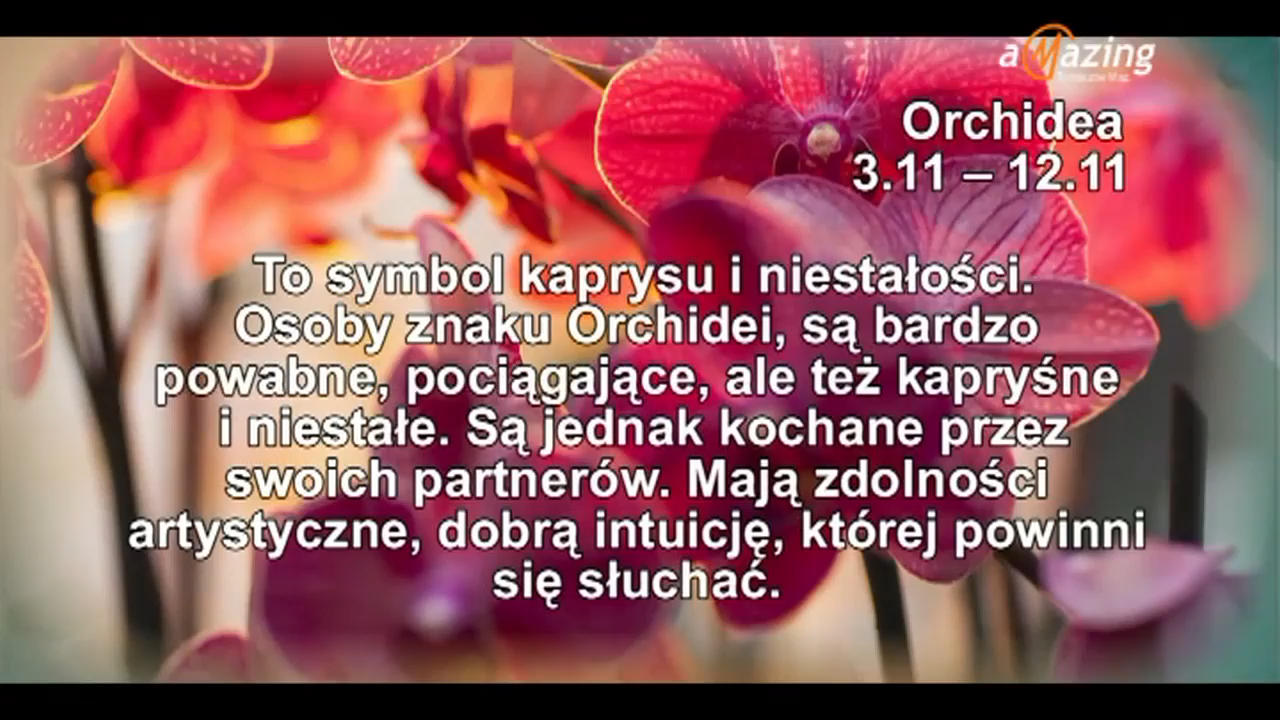 aMazing
Orchidea
3.11 – 12.11
To symbol kaprysu i niestałości.
Osoby znaku Orchidei, są bardzo
powabne, pociągające, ale też kapryśne
i niestałe. Są jednak kochane przez
swoich partnerów. Mają zdolności
artystyczne, dobrą intuicję, której powinni
się słuchać.